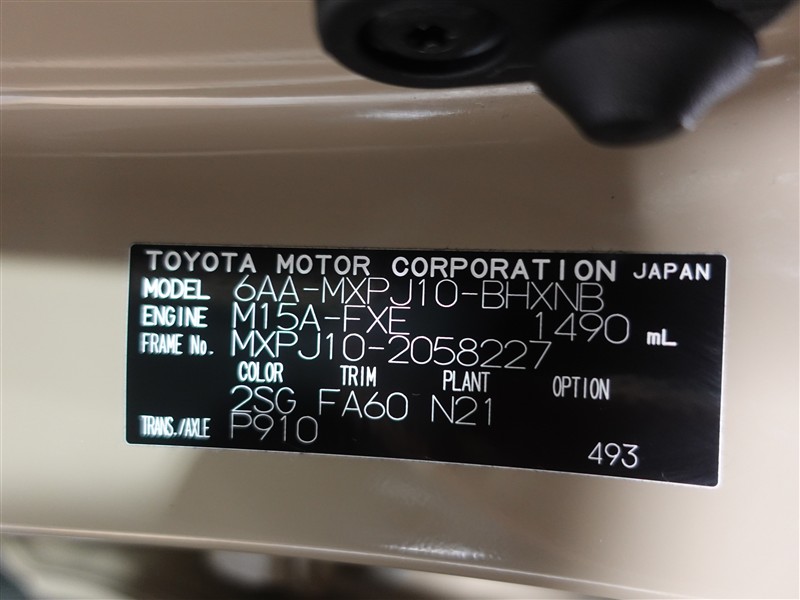 TOYOTA MOTOR CORPORATION JAPAN
MODEL 6AA-MXPJ10-BHXNB
ENGINE M15A-FXE 1490 mL
FRAME No. MXPJ10-2058227
COLOR TRIM PLANT OPTION
2SG FA60 N21
TRANS./AXLE P910
493